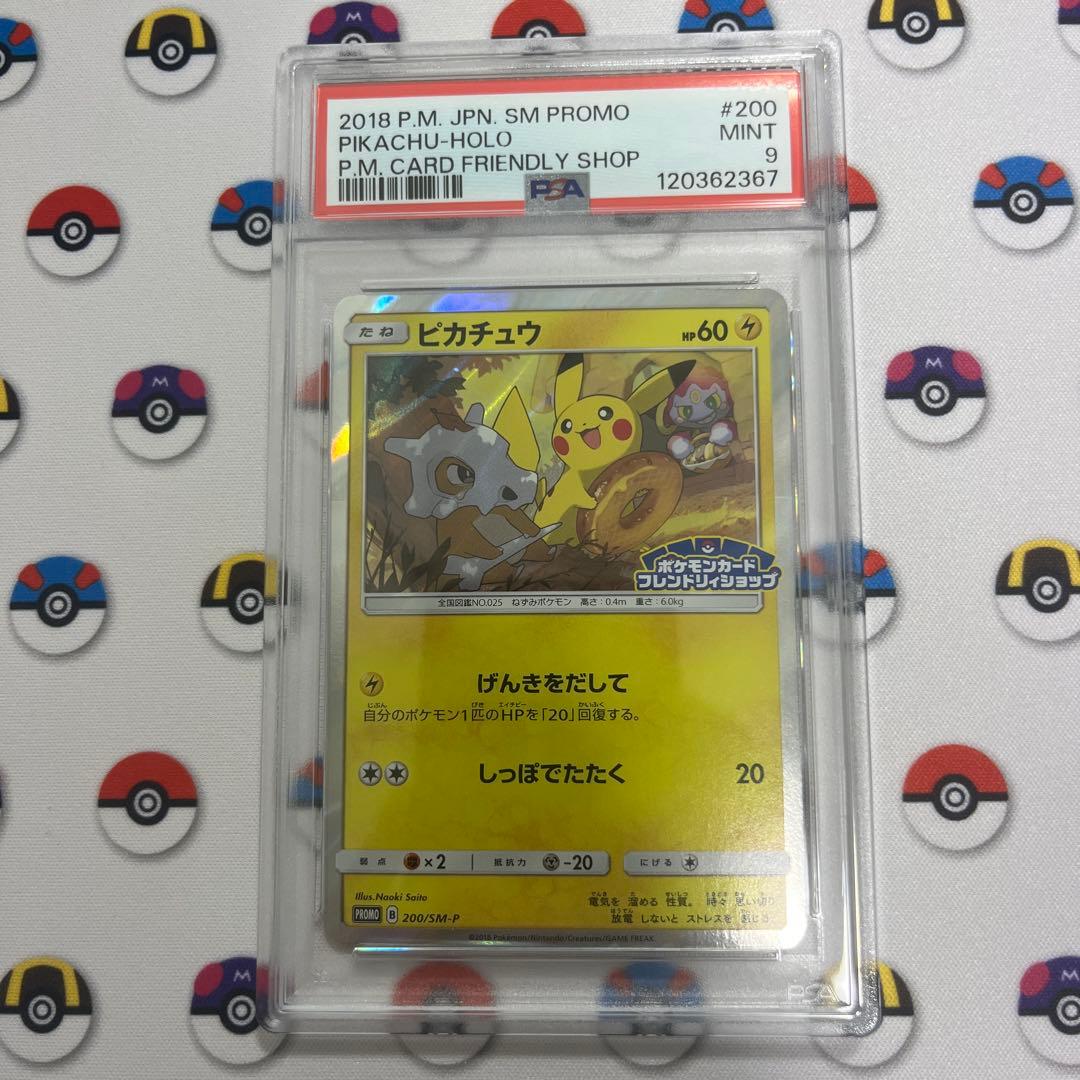 2018 P.M. JPN. SM PROMO #200
PIKACHU-HOLO MINT
P.M. CARD FRIENDLY SHOP 9
PSA 120362367
たね ピカチュウ HP60
ポケモンカード
フレンドリィショップ
全国図鑑NO.025 ねずみポケモン 高さ:0.4m 重さ:6.0kg
げんきをだして
自分のポケモン1匹のHPを「20」回復する。
しっぽでたたく 20
弱点 ×2 抵抗力 -20 にげる
Illus.Naoki Saito
電気を 溜める 性質。 時々 思い切り
放電 しないと ストレスを 感じる
PROMO B 200/SM-P
©2018 Pokémon/Nintendo/Creatures/GAME FREAK.
PSA